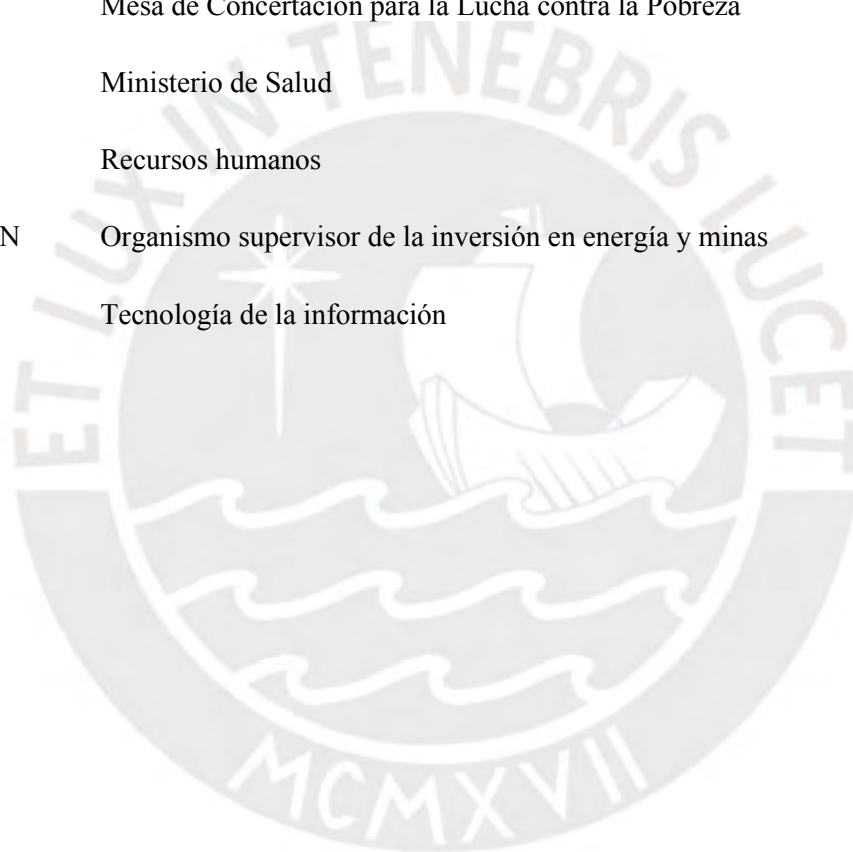 Mesa de Concertación para la Lucha contra la Pobreza
Ministerio de Salud
Recursos humanos
N Organismo supervisor de la inversión en energía y minas
Tecnología de la información
ET LUX IN TENEBRIS LUCET
MCMXVII